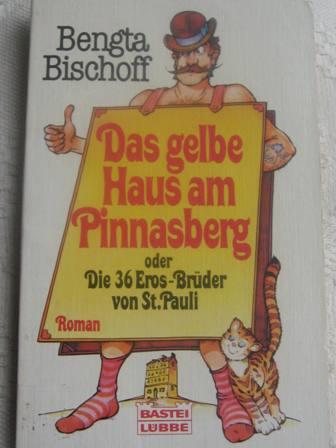 Bengta
Bischoff
Das gelbe
Haus am
Pinnasberg
oder
Die 36 Eros-Brüder
von St. Pauli
Roman
BASTEI
LÜBBE